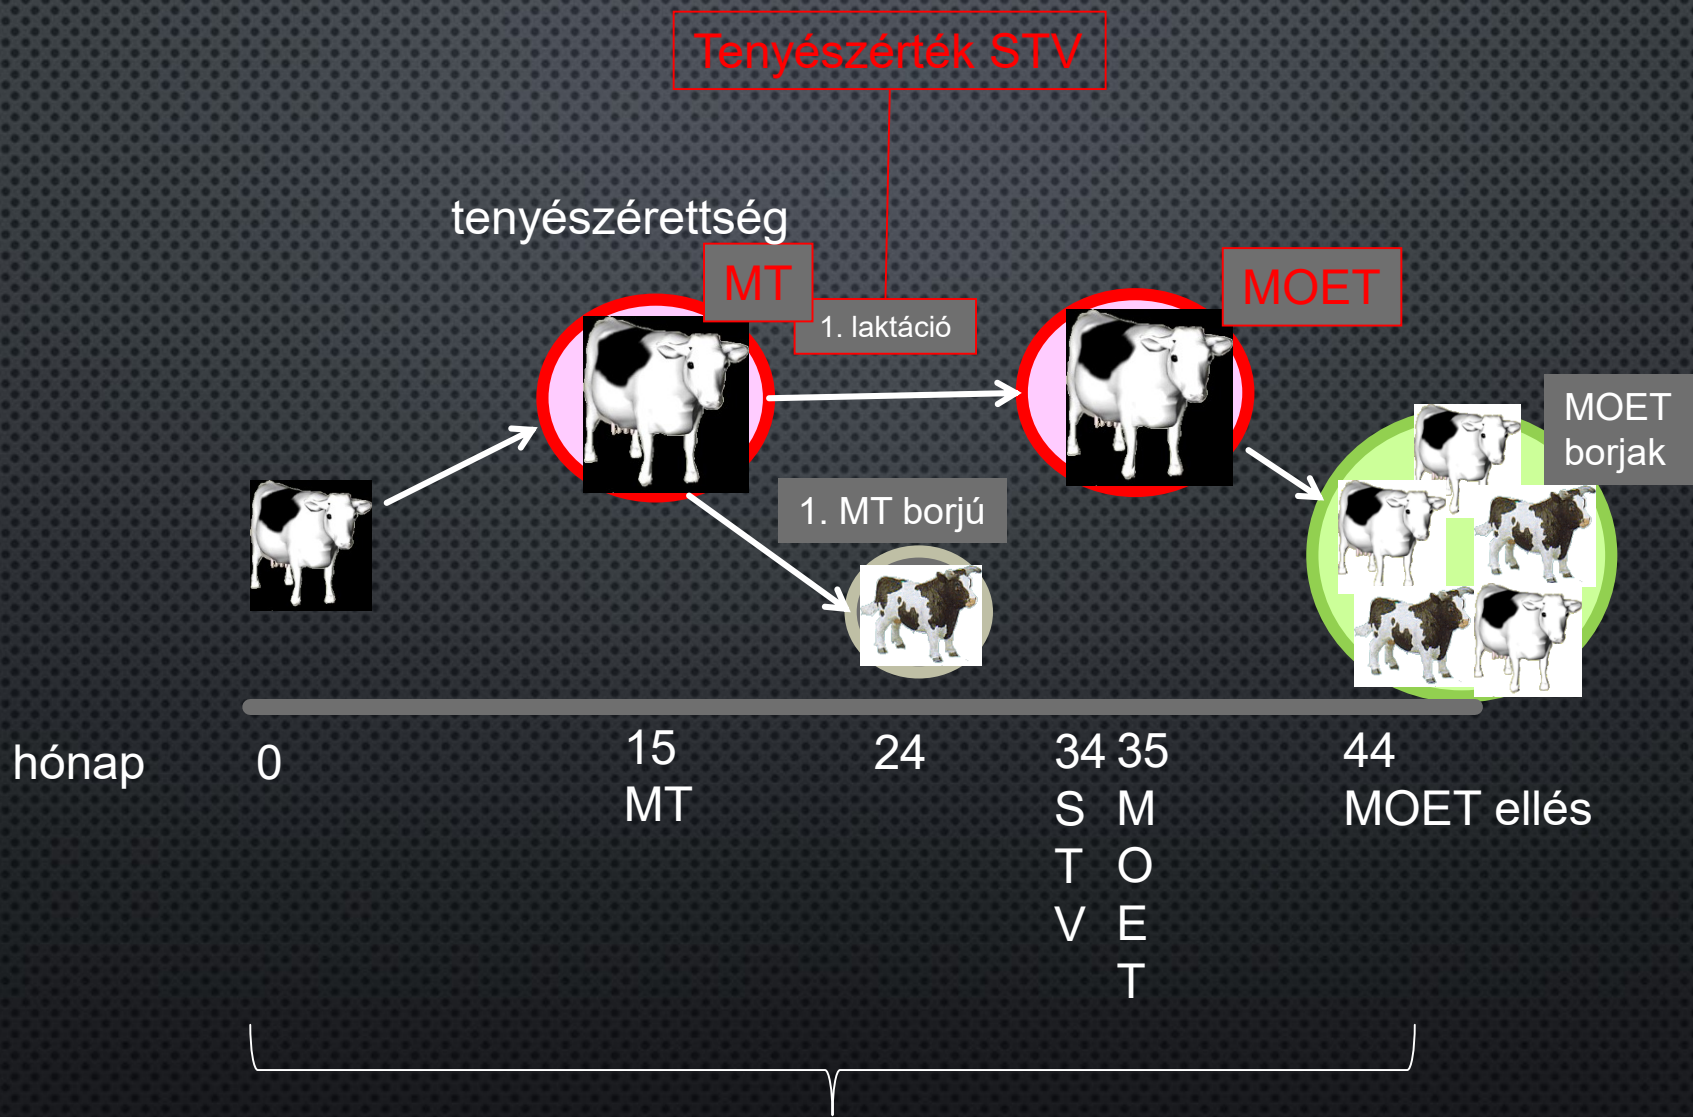 Tenyészérték STV
tenyészérettség
MT
MOET
1. laktáció
MOET
borjak
1. MT borjú
hónap
0
15
MT
24
34
S
T
V
35
M
O
E
T
44
MOET ellés